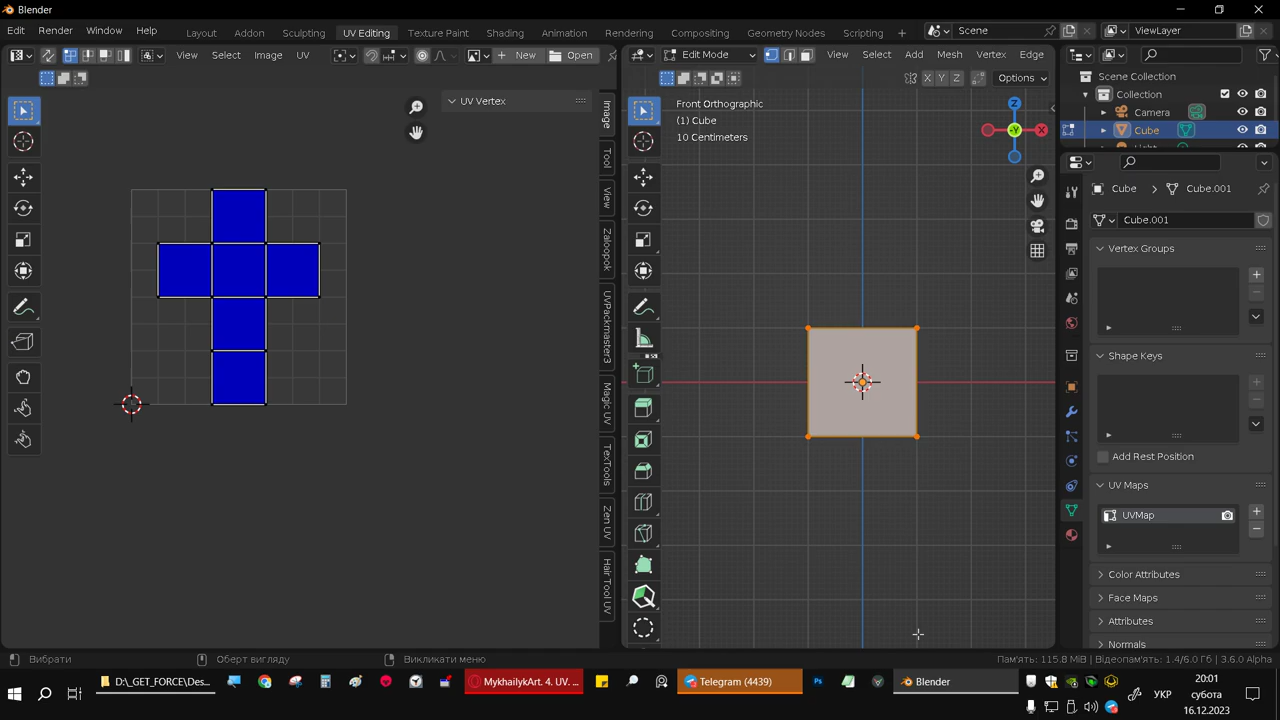 Blender
Edit Render Window Help
Layout Addon Sculpting UV Editing Texture Paint Shading Animation Rendering Compositing Geometry Nodes Scripting
Scene
ViewLayer
View Select Image UV
New
Open
Edit Mode
View Select Add Mesh Vertex Edge
X Y Z
Options
UV Vertex
Image
Tool
View
Zaloopok
UVPackmaster3
Magic UV
TexTools
Zen UV
Hair Tool UV
Front Orthographic
(1) Cube
10 Centimeters
Z
-Y
X
Scene Collection
Collection
Camera
Cube
Cube
Cube.001
Cube.001
Vertex Groups
Shape Keys
Add Rest Position
UV Maps
UVMap
Color Attributes
Face Maps
Attributes
Normals
Вибрати
Оберт вигляду
Викликати меню
Пам'ять: 115.8 MiB | Відеопам'ять: 1.4/6.0 Гі | 3.6.0 Alpha
D:\_GET_FORCE\Des...
MykhailykArt. 4. UV. ...
Telegram (4439)
Ps
Blender
УКР
20:01
субота
16.12.2023